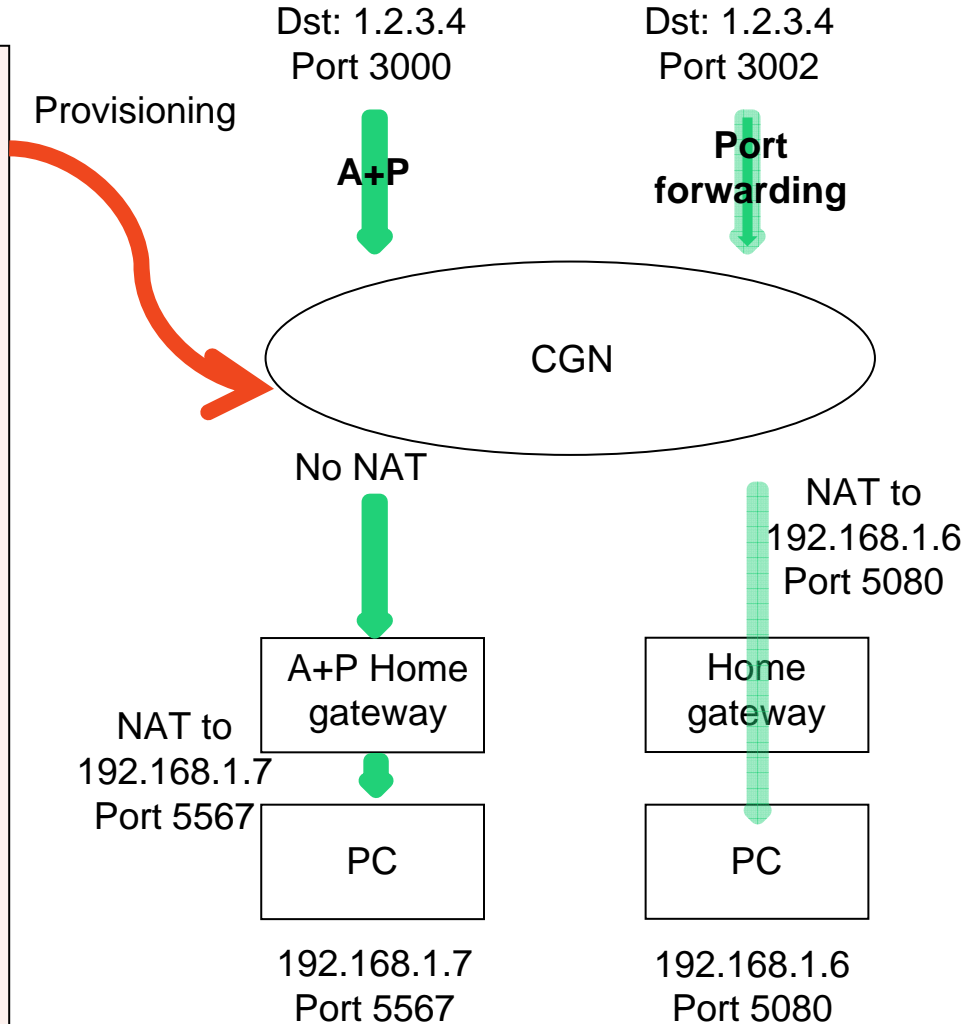 Dst: 1.2.3.4
Port 3000
Dst: 1.2.3.4
Port 3002
Provisioning
A+P
Port
forwarding
CGN
No NAT
NAT to
192.168.1.6
Port 5080
A+P Home
gateway
Home
gateway
NAT to
192.168.1.7
Port 5567
PC
PC
192.168.1.7
Port 5567
192.168.1.6
Port 5080